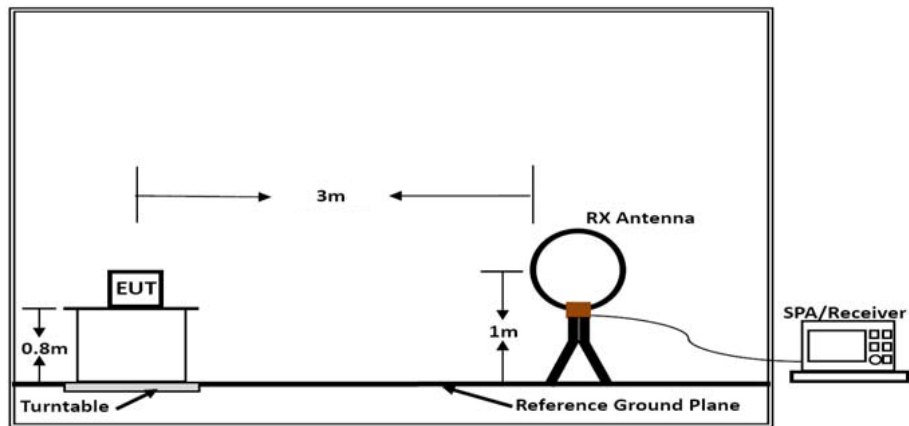 3m
RX Antenna
EUT
0.8m
1m
SPA/Receiver
Turntable
Reference Ground Plane